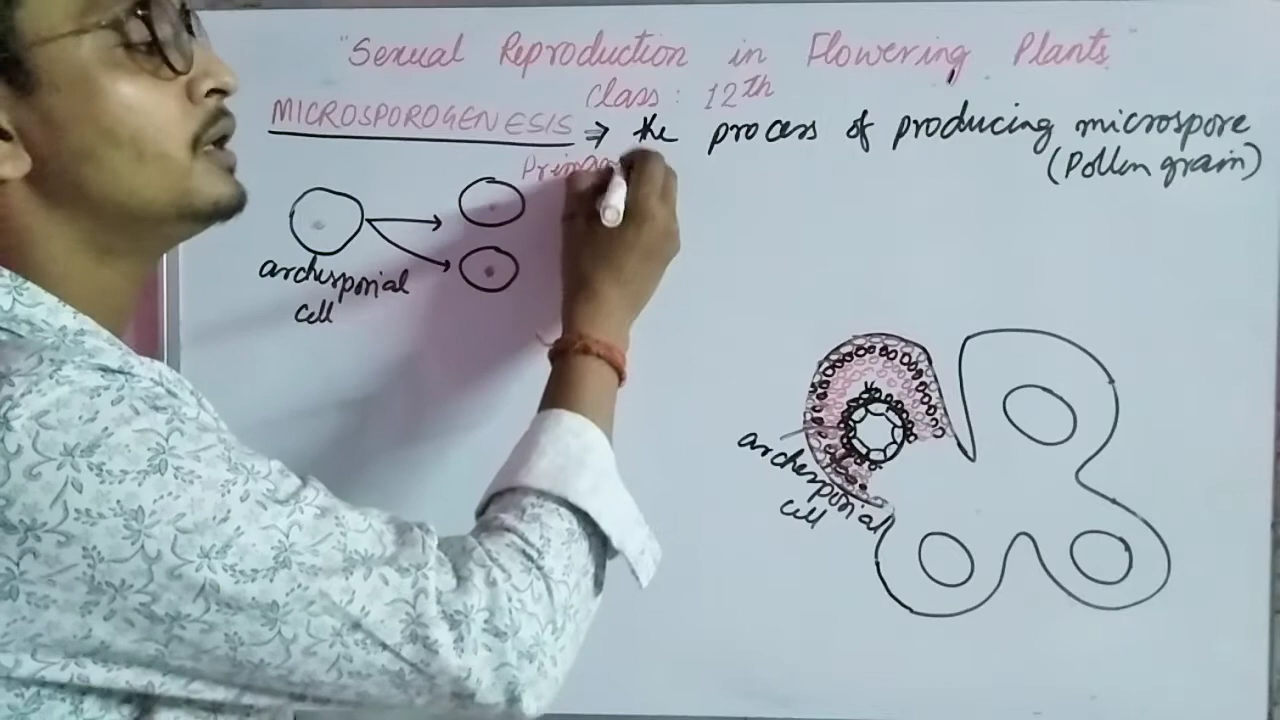 "Sexual Reproduction in Flowering Plants"
Class : 12th
MICROSPOROGENESIS ⇒ the process of producing microspore
(Pollen grain)
archesporial
cell
archesporial
cell